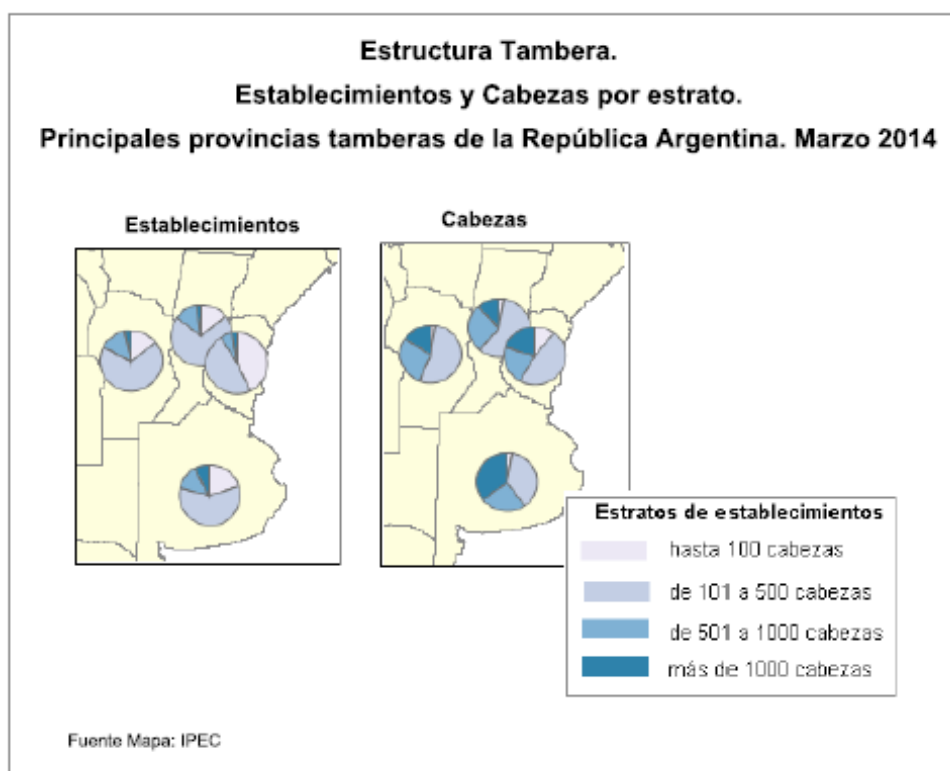 Estructura Tambera.
Establecimientos y Cabezas por estrato.
Principales provincias tamberas de la República Argentina. Marzo 2014
Establecimientos
Cabezas
Estratos de establecimientos
hasta 100 cabezas
de 101 a 500 cabezas
de 501 a 1000 cabezas
más de 1000 cabezas
Fuente Mapa: IPEC